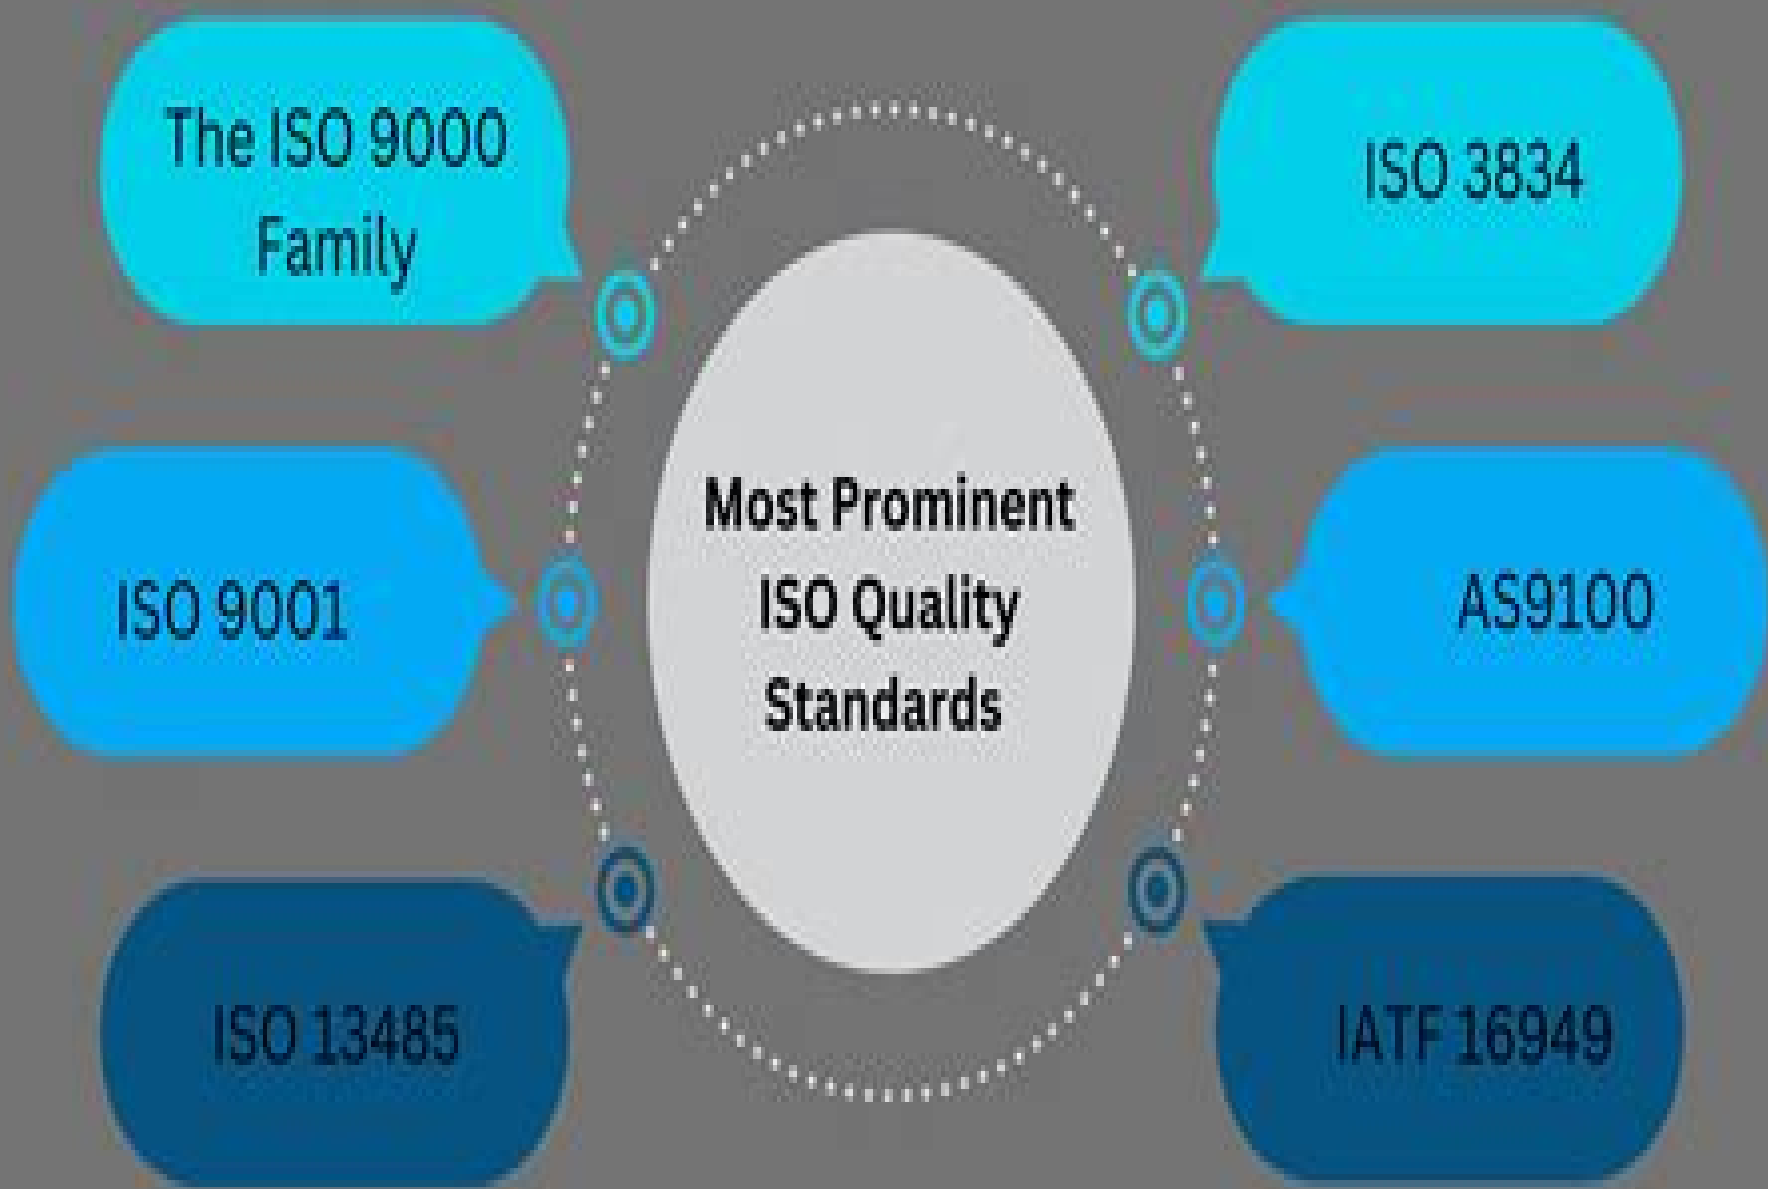 The ISO 9000
Family
ISO 3834
Most Prominent
ISO Quality
Standards
ISO 9001
AS9100
ISO 13485
IATF 16949